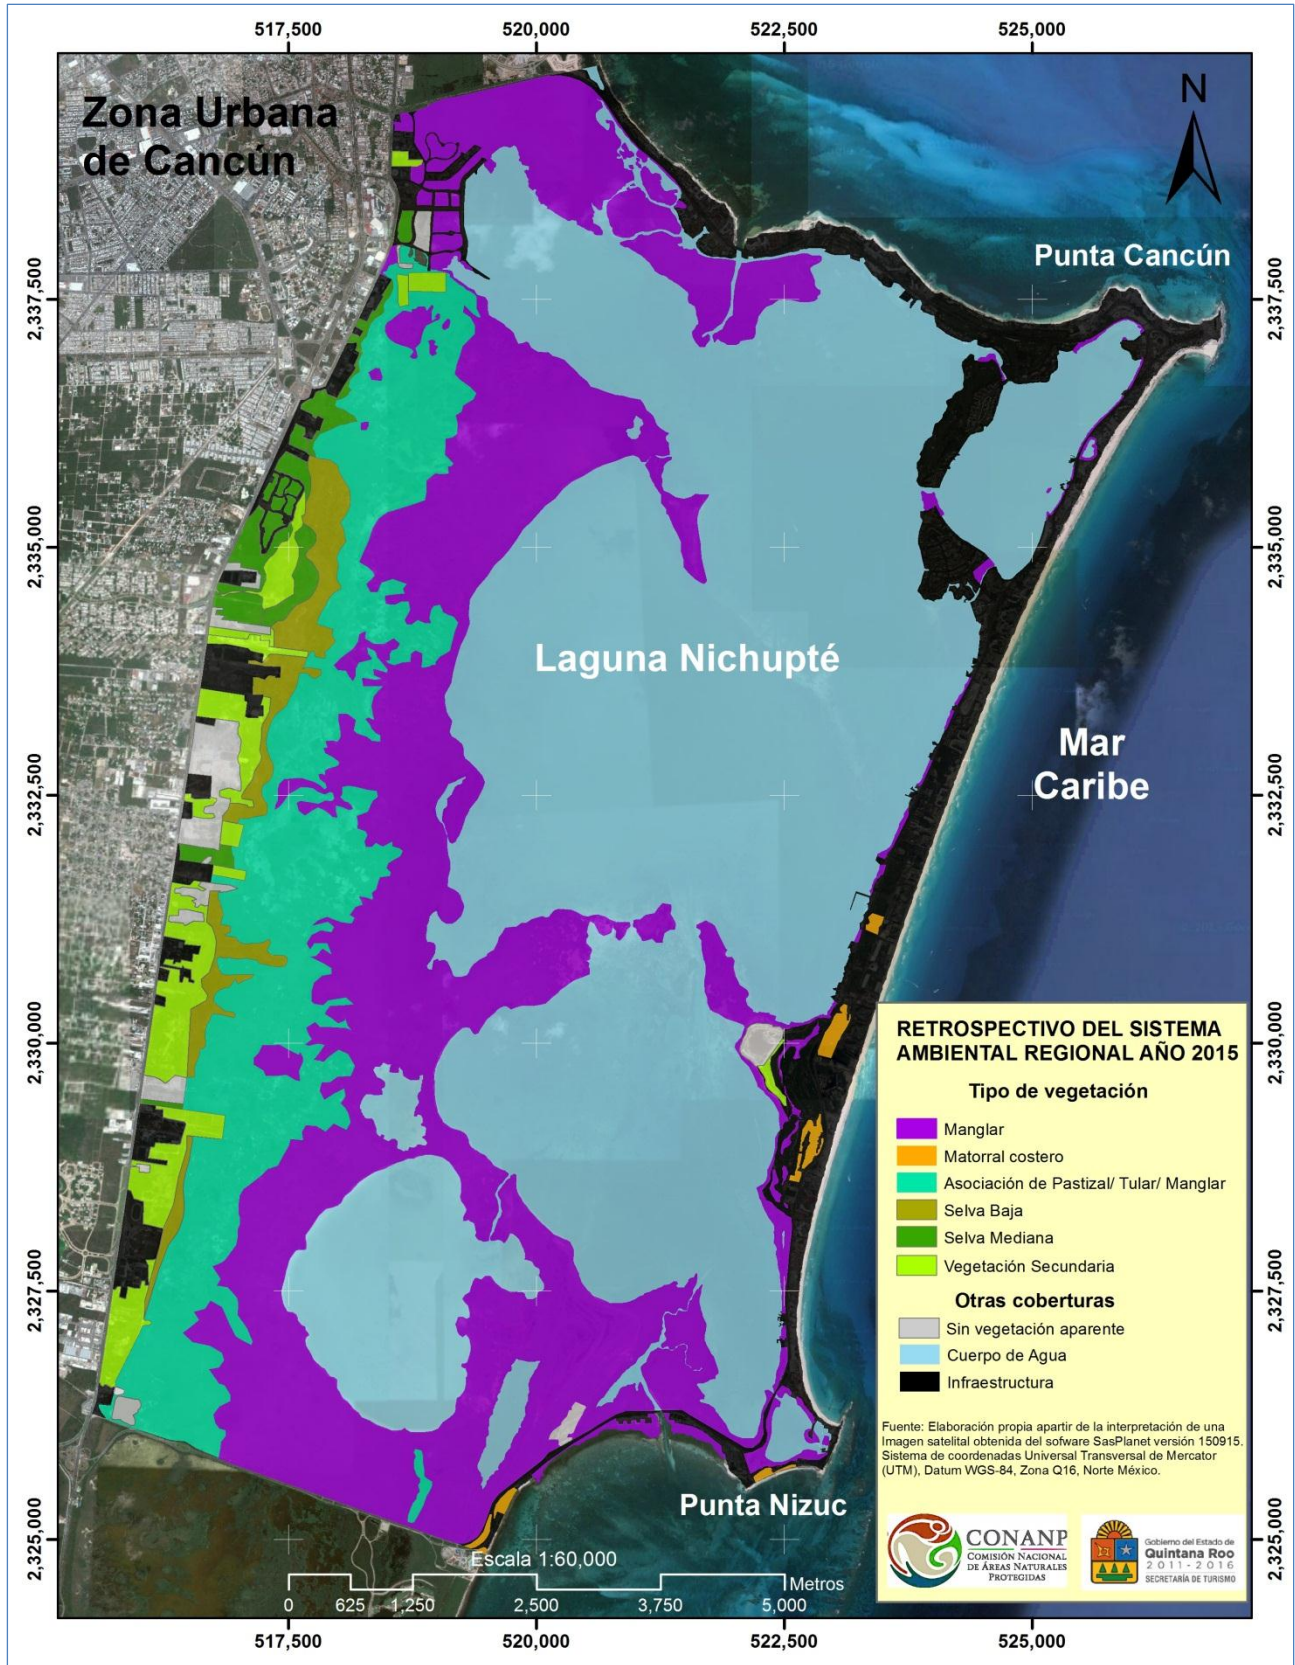 517,500 520,000 522,500 525,000
Zona Urbana
de Cancún
N
Punta Cancún
2,337,500
2,337,500
2,335,000
2,335,000
Laguna Nichupté
Mar
Caribe
2,332,500
2,332,500
2,330,000
2,330,000
RETROSPECTIVO DEL SISTEMA
AMBIENTAL REGIONAL AÑO 2015
Tipo de vegetación
Manglar
Matorral costero
Asociación de Pastizal/ Tular/ Manglar
Selva Baja
Selva Mediana
Vegetación Secundaria
Otras coberturas
Sin vegetación aparente
Cuerpo de Agua
Infraestructura
2,327,500
2,327,500
Fuente: Elaboración propia apartir de la interpretación de una
Imagen satelital obtenida del sofware SasPlanet versión 150915.
Sistema de coordenadas Universal Transversal de Mercator
(UTM), Datum WGS-84, Zona Q16, Norte México.
Punta Nizuc
2,325,000
2,325,000
CONANP
COMISIÓN NACIONAL
DE ÁREAS NATURALES
PROTEGIDAS
Gobierno del Estado de
Quintana Roo
2011-2016
SECRETARÍA DE TURISMO
Escala 1:60,000
Metros
0 625 1,250 2,500 3,750 5,000
517,500 520,000 522,500 525,000